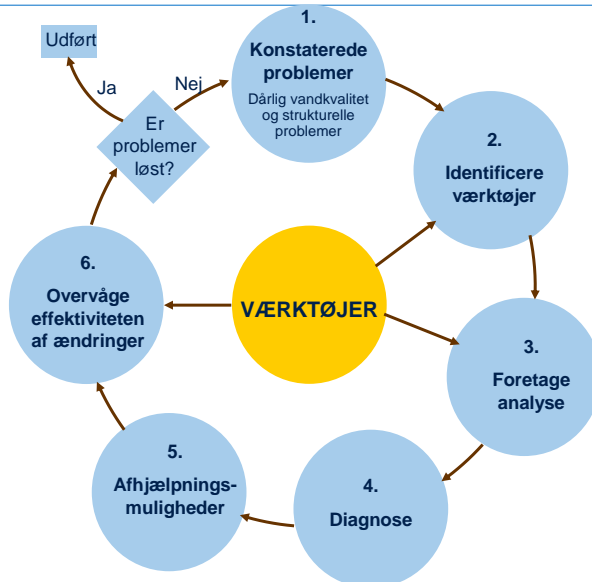 Udført
Ja
Nej
Er
problemer
løst?
1.
Konstaterede
problemer
Dårlig vandkvalitet
og strukturelle
problemer
2.
Identificere
værktøjer
3.
Foretage
analyse
4.
Diagnose
5.
Afhjælpnings-
muligheder
6.
Overvåge
effektiviteten
af ændringer
VÆRKTØJER